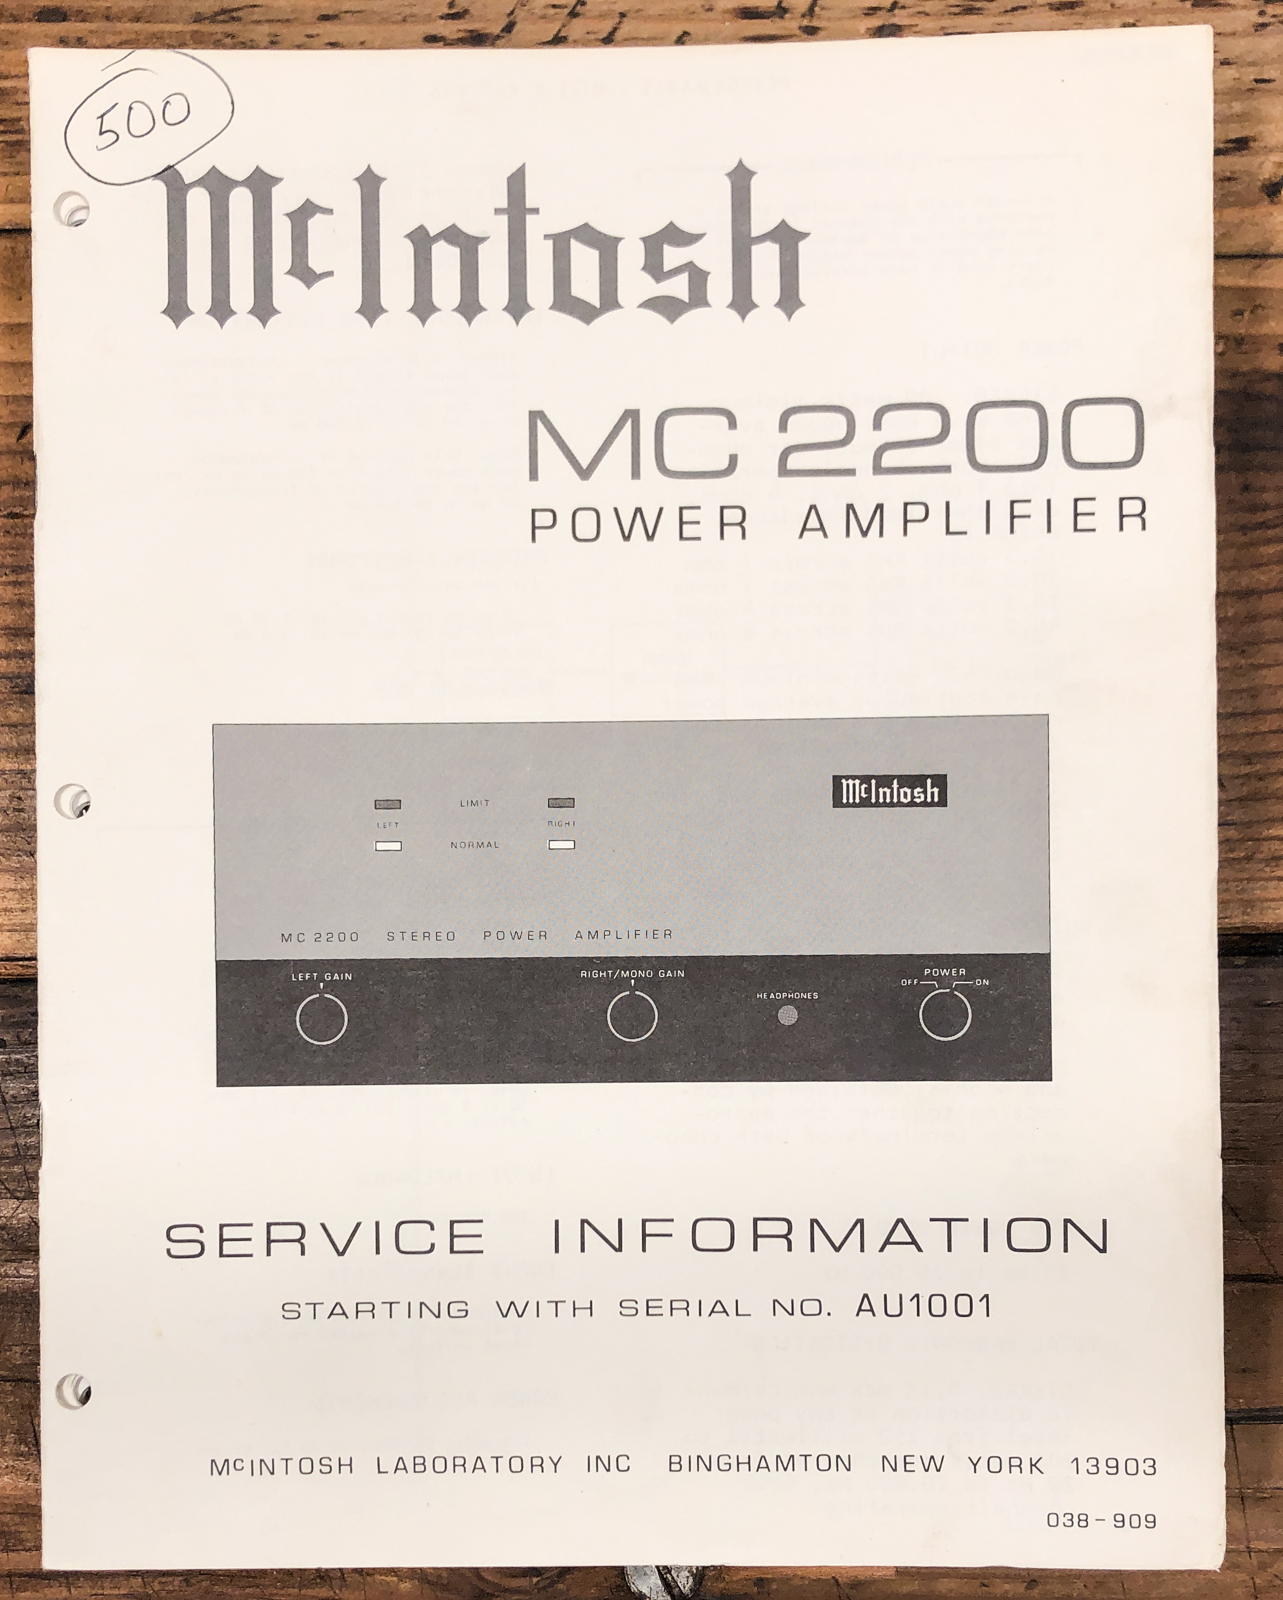 500
McIntosh
MC 2200
POWER AMPLIFIER
McIntosh
LIMIT
LEFT RIGHT
NORMAL
MC 2200 STEREO POWER AMPLIFIER
LEFT GAIN
RIGHT/MONO GAIN
HEADPHONES
POWER
OFF ON
SERVICE INFORMATION
STARTING WITH SERIAL NO. AU1001
McINTOSH LABORATORY INC BINGHAMTON NEW YORK 13903
038-909